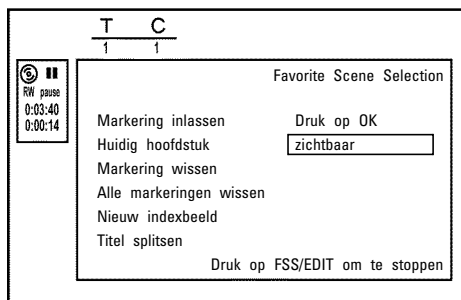 T C
1 1
RW pause
0:03:40
0:00:14
Favorite Scene Selection
Markering inlassen Druk op OK
Huidig hoofdstuk zichtbaar
Markering wissen
Alle markeringen wissen
Nieuw indexbeeld
Titel splitsen
Druk op FSS/EDIT om te stoppen